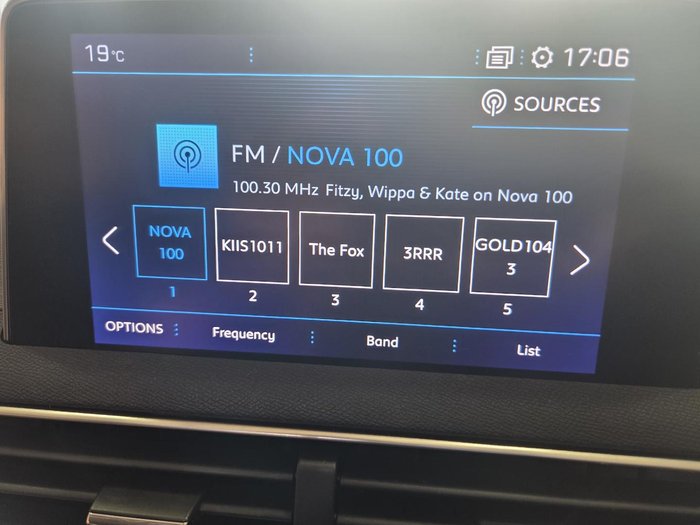 19°C
17:06
SOURCES
FM / NOVA 100
100.30 MHz Fitzy, Wippa & Kate on Nova 100
NOVA
100
KIIS1011
The Fox
3RRR
GOLD104
3
1
2
3
4
5
OPTIONS
Frequency
Band
List